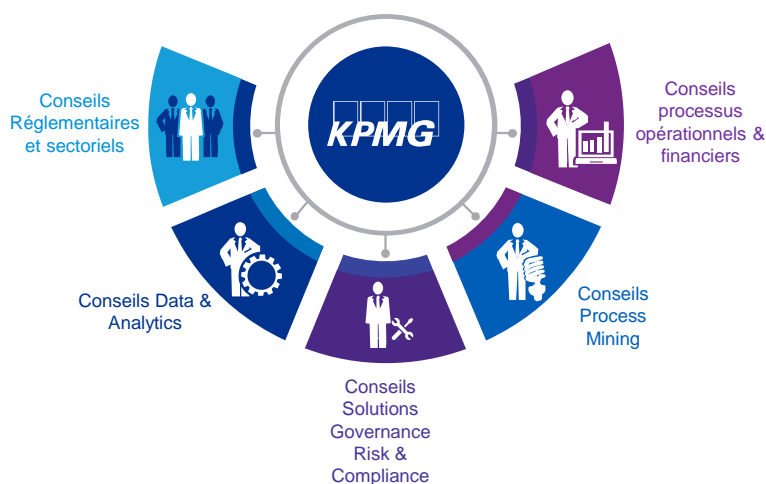 KPMG
Conseils
Réglementaires
et sectoriels
Conseils Data &
Analytics
Conseils
Solutions
Governance
Risk &
Compliance
Conseils
Process
Mining
Conseils
processus
opérationnels &
financiers